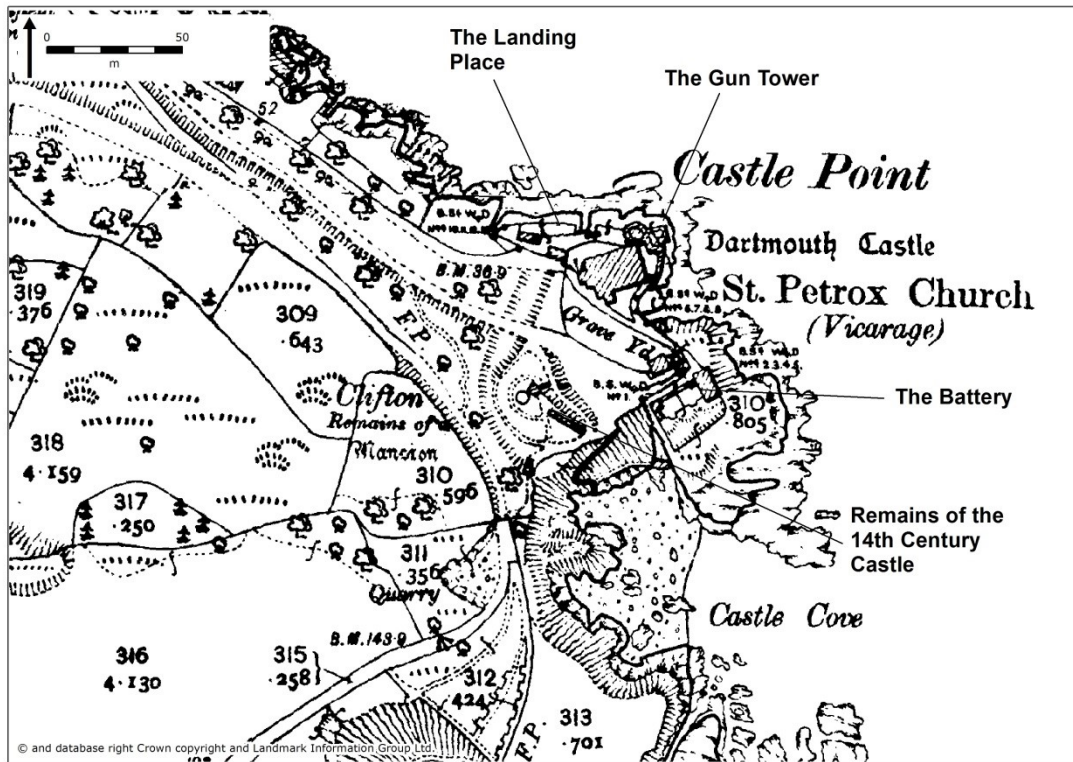 0 50
m
The Landing
Place
The Gun Tower
Castle Point
Dartmouth Castle
St. Petrox Church
(Vicarage)
The Battery
Remains of the
14th Century
Castle
Castle Cove
52
B.M. 36.9
F.P.
Grave Yd.
319
.376
309
.643
Clifton
Remains of
Mansion
310
.596
310
.805
318
4.159
317
.250
311
.356
Quarry
B.M. 143.9
316
4.130
315
.258
312
.424
313
.701
F.P.
© and database right Crown copyright and Landmark Information Group Ltd.